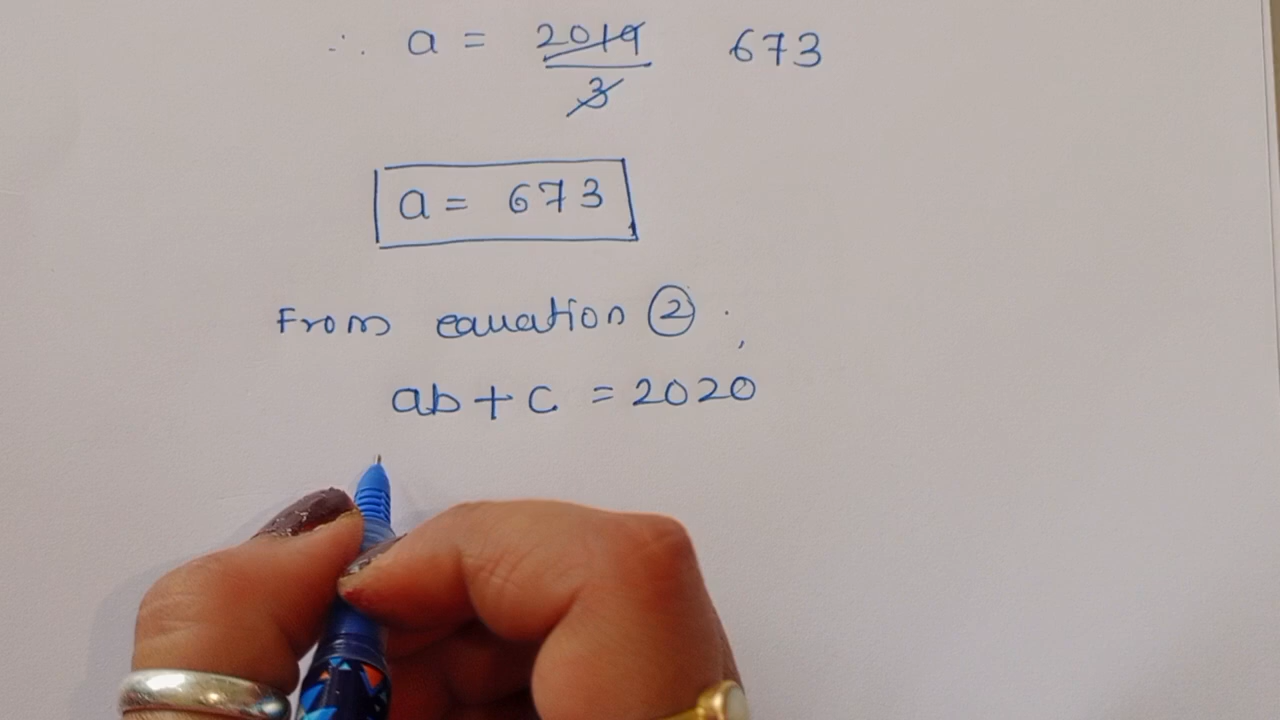 ∴ a = 2019/3 673
a = 673
From equation ② ,
ab + c = 2020